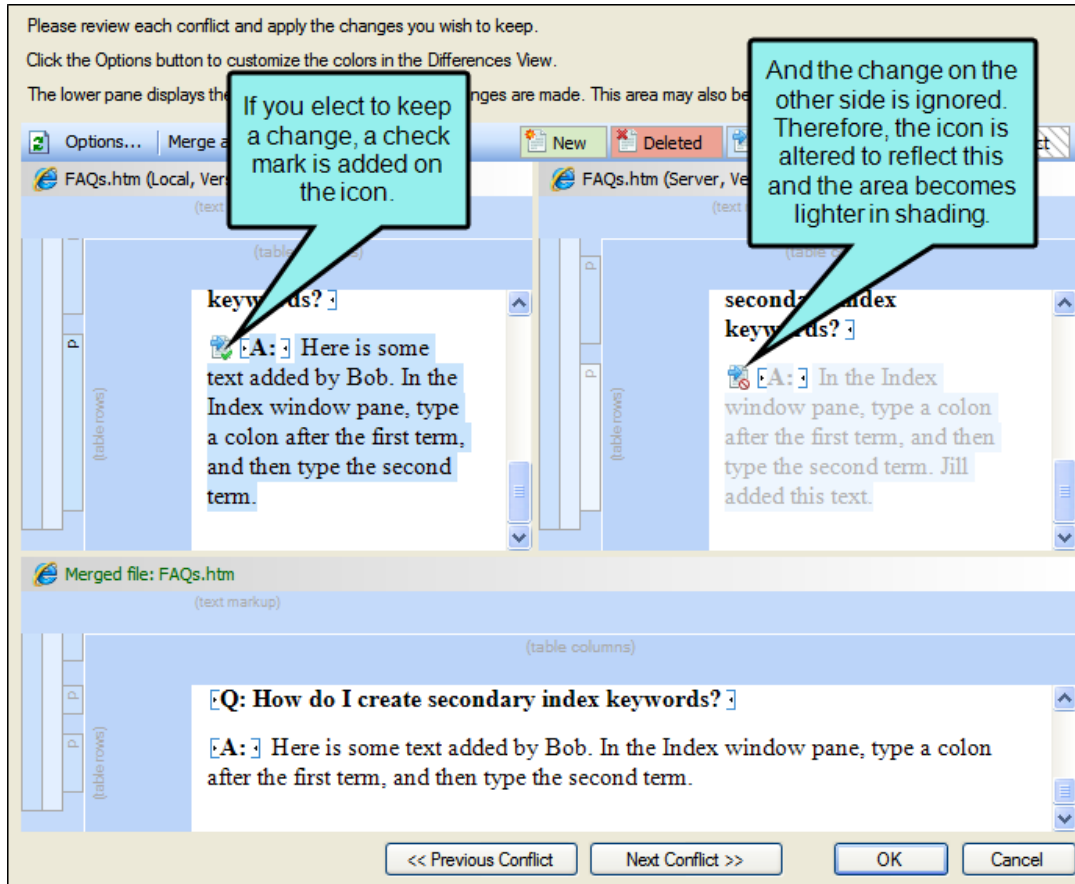 Please review each conflict and apply the changes you wish to keep.
Click the Options button to customize the colors in the Differences View.
The lower pane displays the nges are made. This area may also be
If you elect to keep
a change, a check
mark is added on
the icon.
And the change on the
other side is ignored.
Therefore, the icon is
altered to reflect this
and the area becomes
lighter in shading.
Options... Merge a New Deleted
FAQs.htm (Local, Ver FAQs.htm (Server, Ve
(text (text
(table
P
P
(table rows)
keywords?
A: Here is some
text added by Bob. In the
Index window pane, type
a colon after the first term,
and then type the second
term.
(table
P
P
(table rows)
secondary index
keywords?
A: In the Index
window pane, type a colon
after the first term, and then
type the second term. Jill
added this text.
Merged file: FAQs.htm
(text markup)
(table columns)
P
P
(table rows)
Q: How do I create secondary index keywords?
A: Here is some text added by Bob. In the Index window pane, type a colon
after the first term, and then type the second term.
<< Previous Conflict Next Conflict >> OK Cancel